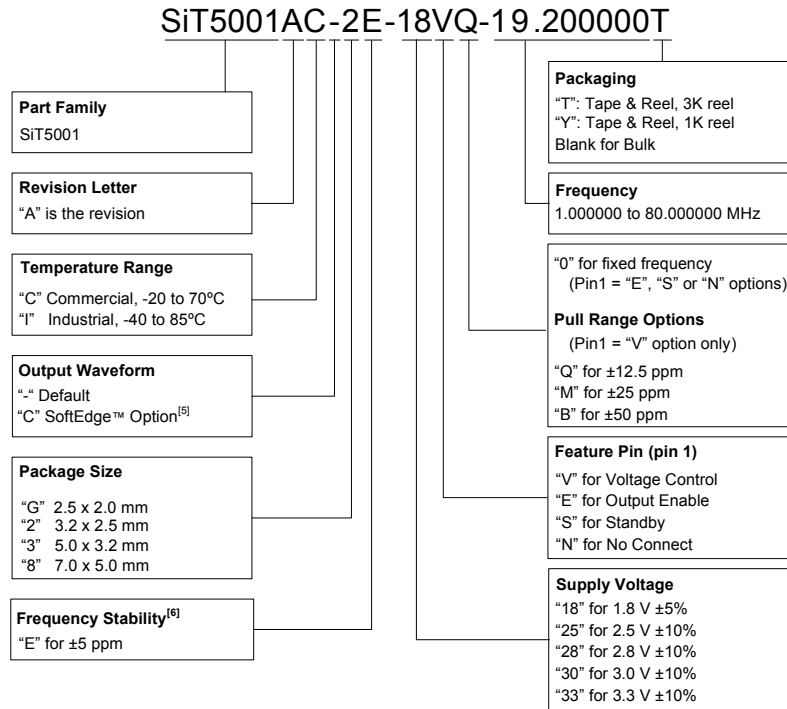 SiT5001AC-2E-18VQ-19.200000T
Part Family
SiT5001
Revision Letter
“A” is the revision
Temperature Range
“C” Commercial, -20 to 70ºC
“I” Industrial, -40 to 85ºC
Output Waveform
“-“ Default
“C” SoftEdge™ Option[5]
Package Size
“G” 2.5 x 2.0 mm
“2” 3.2 x 2.5 mm
“3” 5.0 x 3.2 mm
“8” 7.0 x 5.0 mm
Frequency Stability[6]
“E” for ±5 ppm
Packaging
“T”: Tape & Reel, 3K reel
“Y”: Tape & Reel, 1K reel
Blank for Bulk
Frequency
1.000000 to 80.000000 MHz
“0” for fixed frequency
(Pin1 = “E”, “S” or “N” options)
Pull Range Options
(Pin1 = “V” option only)
“Q” for ±12.5 ppm
“M” for ±25 ppm
“B” for ±50 ppm
Feature Pin (pin 1)
“V” for Voltage Control
“E” for Output Enable
“S” for Standby
“N” for No Connect
Supply Voltage
“18” for 1.8 V ±5%
“25” for 2.5 V ±10%
“28” for 2.8 V ±10%
“30” for 3.0 V ±10%
“33” for 3.3 V ±10%